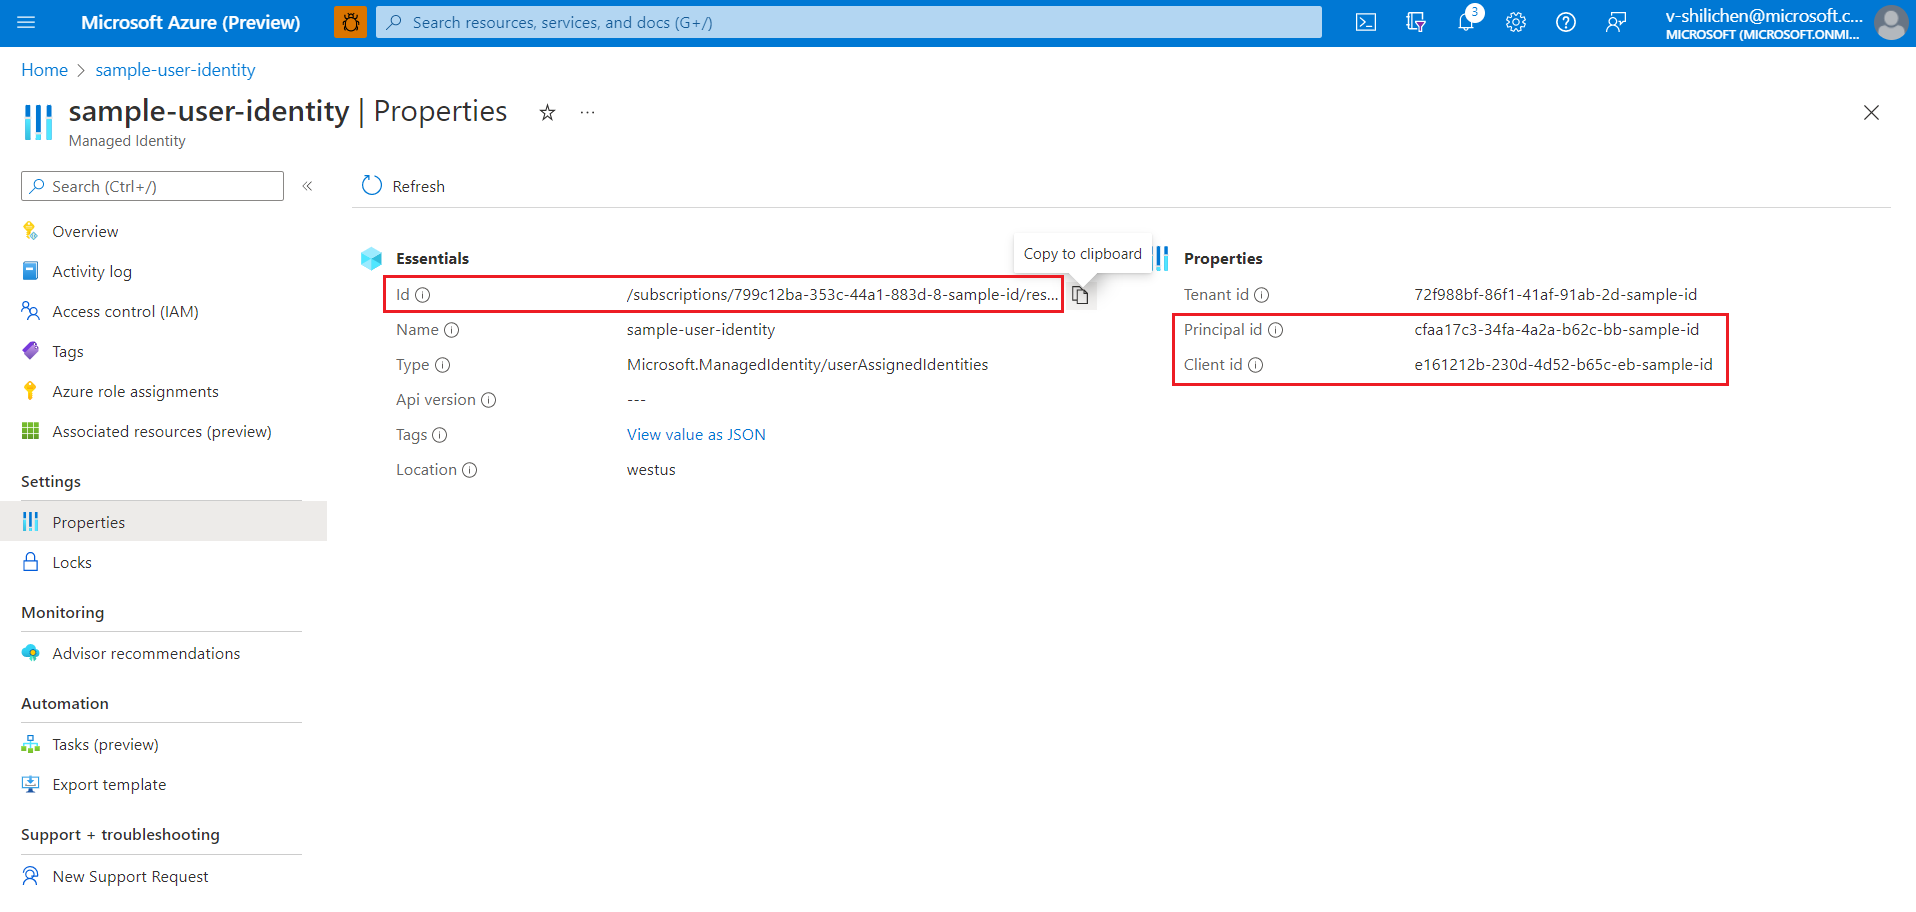 Microsoft Azure (Preview)
Search resources, services, and docs (G+/)
3
v-shilichen@microsoft.c...
MICROSOFT (MICROSOFT.ONMI...
Home > sample-user-identity
sample-user-identity | Properties
Managed Identity
Search (Ctrl+/)
Refresh
Overview
Activity log
Access control (IAM)
Tags
Azure role assignments
Associated resources (preview)
Settings
Properties
Locks
Monitoring
Advisor recommendations
Automation
Tasks (preview)
Export template
Support + troubleshooting
New Support Request
Essentials
Copy to clipboard
Id /subscriptions/799c12ba-353c-44a1-883d-8-sample-id/res...
Name sample-user-identity
Type Microsoft.ManagedIdentity/userAssignedIdentities
Api version ---
Tags View value as JSON
Location westus
Properties
Tenant id 72f988bf-86f1-41af-91ab-2d-sample-id
Principal id cfaa17c3-34fa-4a2a-b62c-bb-sample-id
Client id e161212b-230d-4d52-b65c-eb-sample-id